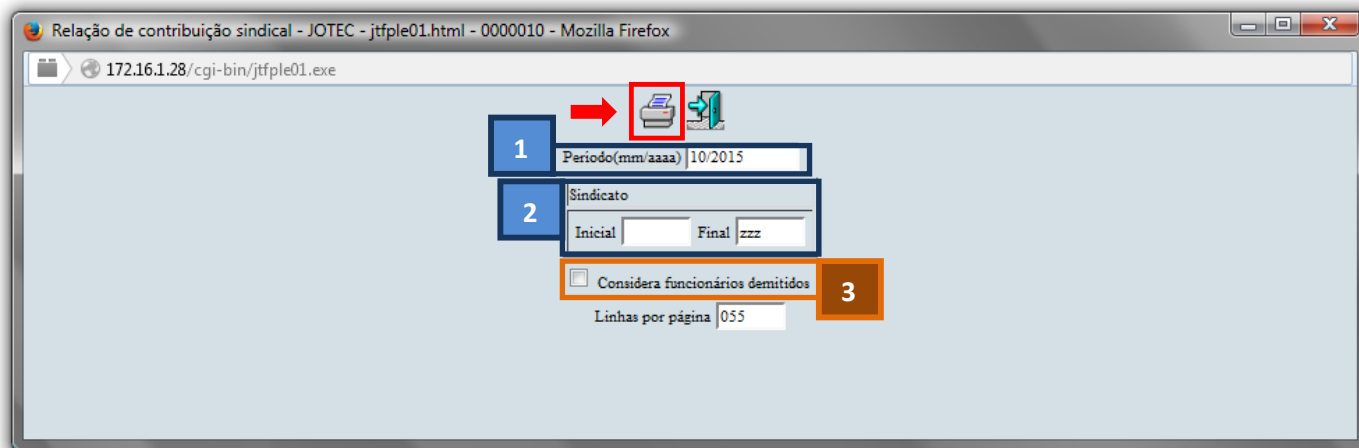 Relação de contribuição sindical - JOTEC - jtfple01.html - 0000010 - Mozilla Firefox
172.16.1.28/cgi-bin/jtfple01.exe
1
Periodo(mm/aaaa) 10/2015
2
Sindicato
Inicial Final zzz
Considera funcionários demitidos
3
Linhas por página 055